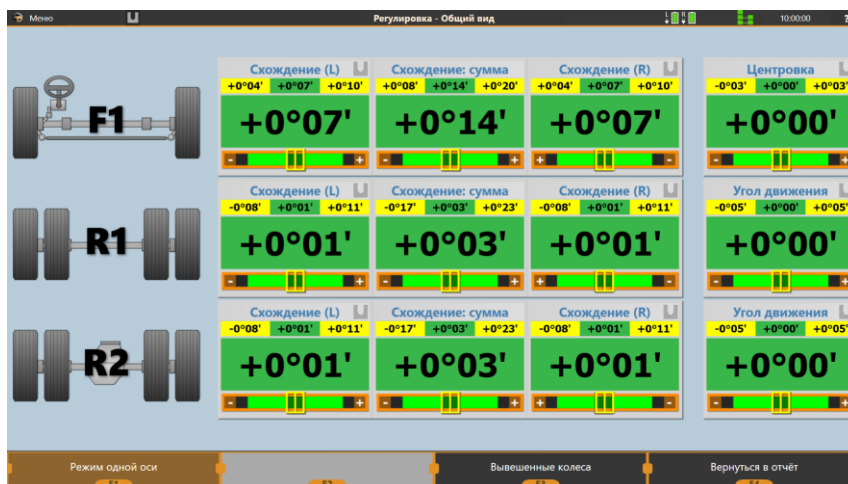 Меню
Регулировка - Общий вид
L R
10:00:00
?
Схождение (L) Схождение: сумма Схождение (R) Центровка
+0°04' +0°07' +0°10' +0°08' +0°14' +0°20' +0°04' +0°07' +0°10' -0°03' +0°00' +0°03'
F1
+0°07' +0°14' +0°07' +0°00'
- + - + + - -
Схождение (L) Схождение: сумма Схождение (R) Угол движения
-0°08' +0°01' +0°11' -0°17' +0°03' +0°23' -0°08' +0°01' +0°11' -0°05' +0°00' +0°05'
R1
+0°01' +0°03' +0°01' +0°00'
- + - + + - -
Схождение (L) Схождение: сумма Схождение (R) Угол движения
-0°08' +0°01' +0°11' -0°17' +0°03' +0°23' -0°08' +0°01' +0°11' -0°05' +0°00' +0°05'
R2
+0°01' +0°03' +0°01' +0°00'
- + - + + - -
Режим одной оси Вывешенные колеса Вернуться в отчёт
F1 F2 F3 F4